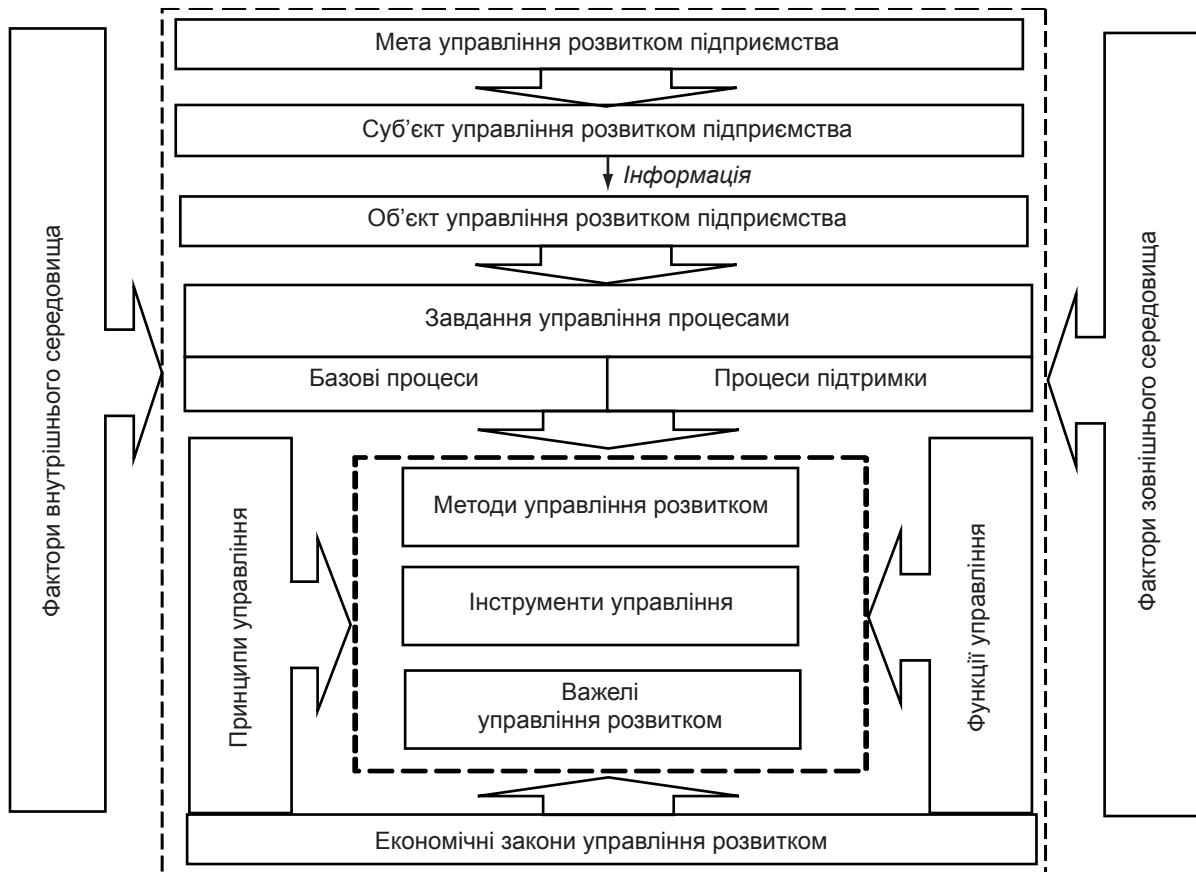 Мета управління розвитком підприємства
Суб’єкт управління розвитком підприємства
Інформація
Об’єкт управління розвитком підприємства
Завдання управління процесами
Базові процеси
Процеси підтримки
Фактори внутрішнього середовища
Фактори зовнішнього середовища
Принципи управління
Методи управління розвитком
Інструменти управління
Важелі
управління розвитком
Функції управління
Економічні закони управління розвитком